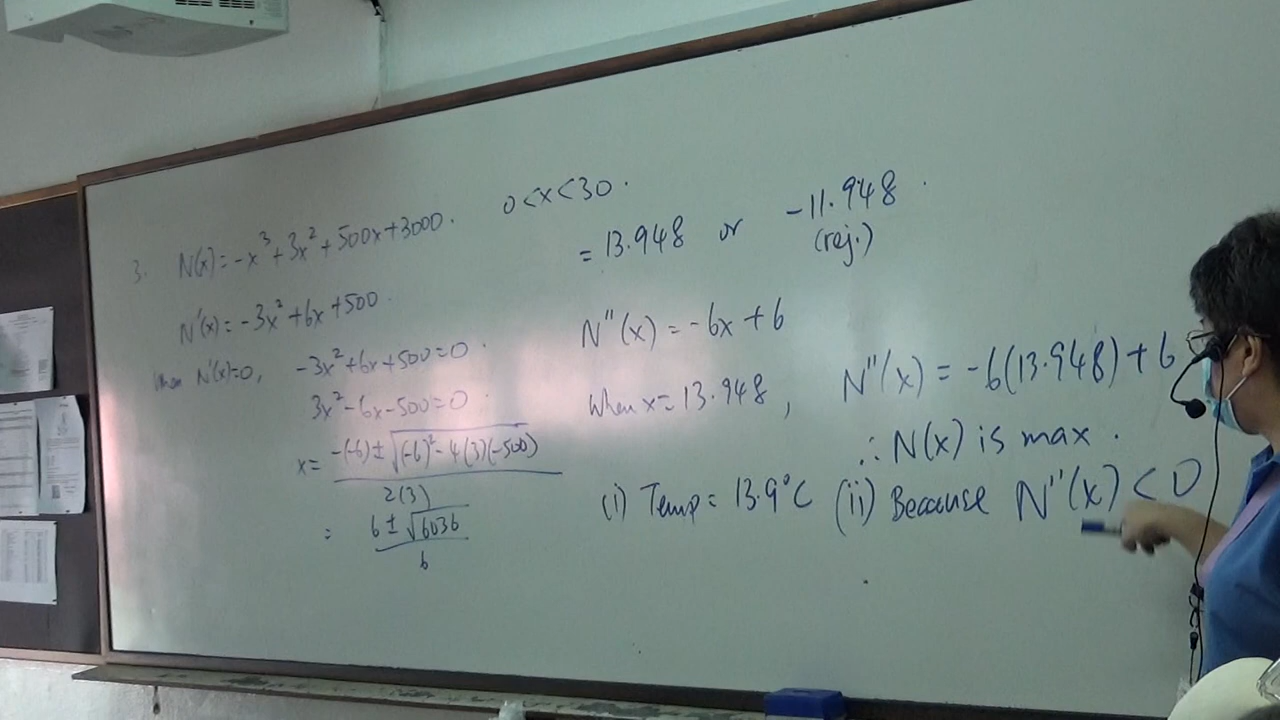 3. N(x) = -x³ + 3x² + 500x + 3000. 0 < x < 30.
N'(x) = -3x² + 6x + 500.
When N'(x) = 0, -3x² + 6x + 500 = 0.
3x² - 6x - 500 = 0.
x = (-(-6) ± √((-6)² - 4(3)(-500))) / 2(3)
= (6 ± √6036) / 6
= 13.948 or -11.948.
(rej.)
N''(x) = -6x + 6
When x = 13.948, N''(x) = -6(13.948) + 6
∴ N(x) is max.
(i) Temp = 13.9°C (ii) Because N''(x) < 0